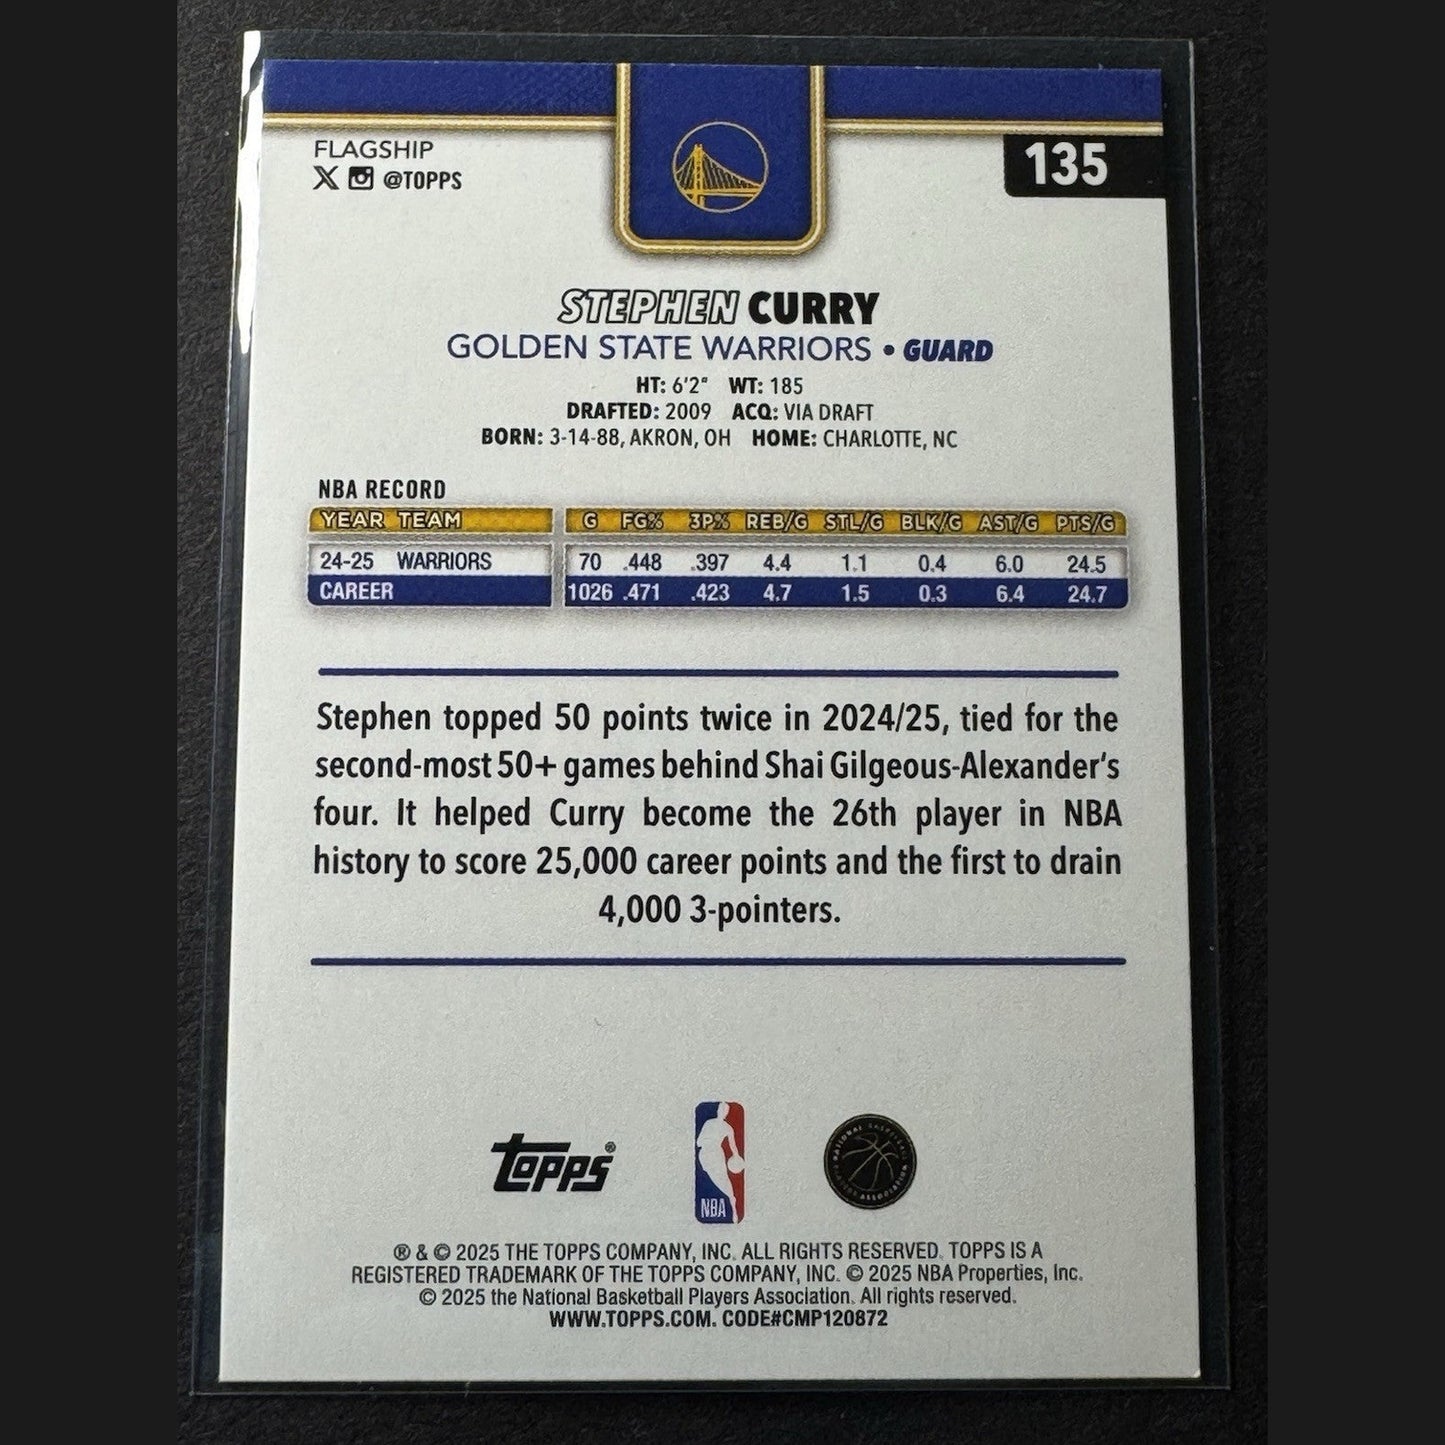 FLAGSHIP
@TOPPS
135
STEPHEN CURRY
GOLDEN STATE WARRIORS • GUARD
HT: 6'2" WT: 185
DRAFTED: 2009 ACQ: VIA DRAFT
BORN: 3-14-88, AKRON, OH HOME: CHARLOTTE, NC
NBA RECORD
YEAR TEAM G FG% 3P% REB/G STL/G BLK/G AST/G PTS/G
24-25 WARRIORS 70 .448 .397 4.4 1.1 0.4 6.0 24.5
CAREER 1026 .471 .423 4.7 1.5 0.3 6.4 24.7
Stephen topped 50 points twice in 2024/25, tied for the
second-most 50+ games behind Shai Gilgeous-Alexander's
four. It helped Curry become the 26th player in NBA
history to score 25,000 career points and the first to drain
4,000 3-pointers.
TOPPS®
NBA
® & © 2025 THE TOPPS COMPANY, INC. ALL RIGHTS RESERVED. TOPPS IS A
REGISTERED TRADEMARK OF THE TOPPS COMPANY, INC. © 2025 NBA Properties, Inc.
© 2025 the National Basketball Players Association. All rights reserved.
WWW.TOPPS.COM. CODE#CMP120872